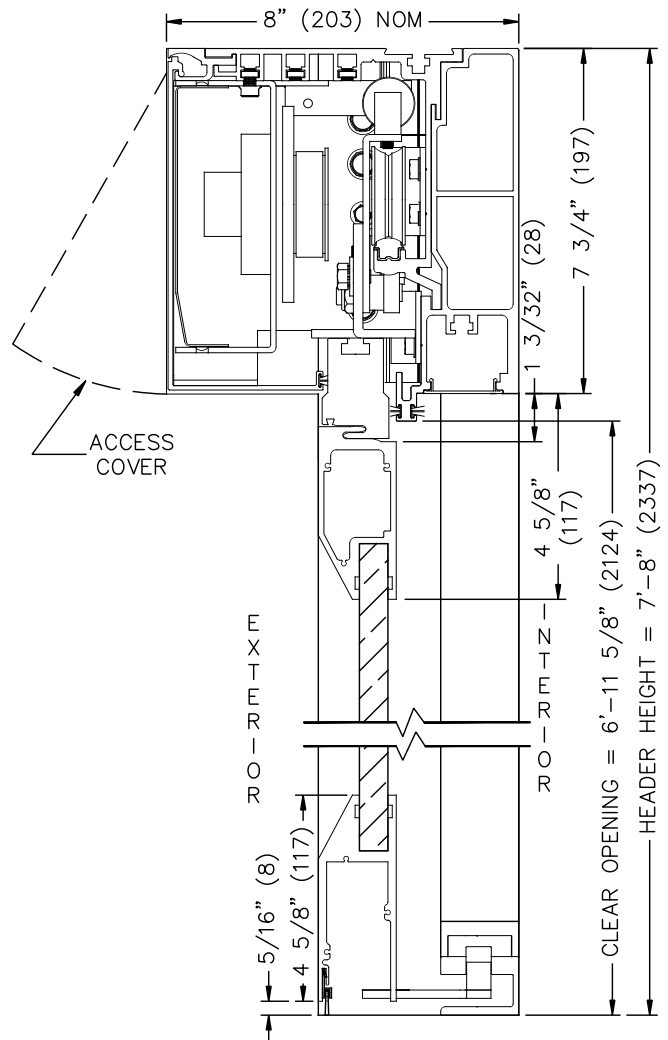 8” (203) NOM
7 3/4” (197)
1 3/32” (28)
ACCESS
COVER
4 5/8”
(117)
CLEAR OPENING = 6’-11 5/8” (2124)
HEADER HEIGHT = 7’-8” (2337)
EXTERIOR
INTERIOR
5/16” (8)
4 5/8” (117)